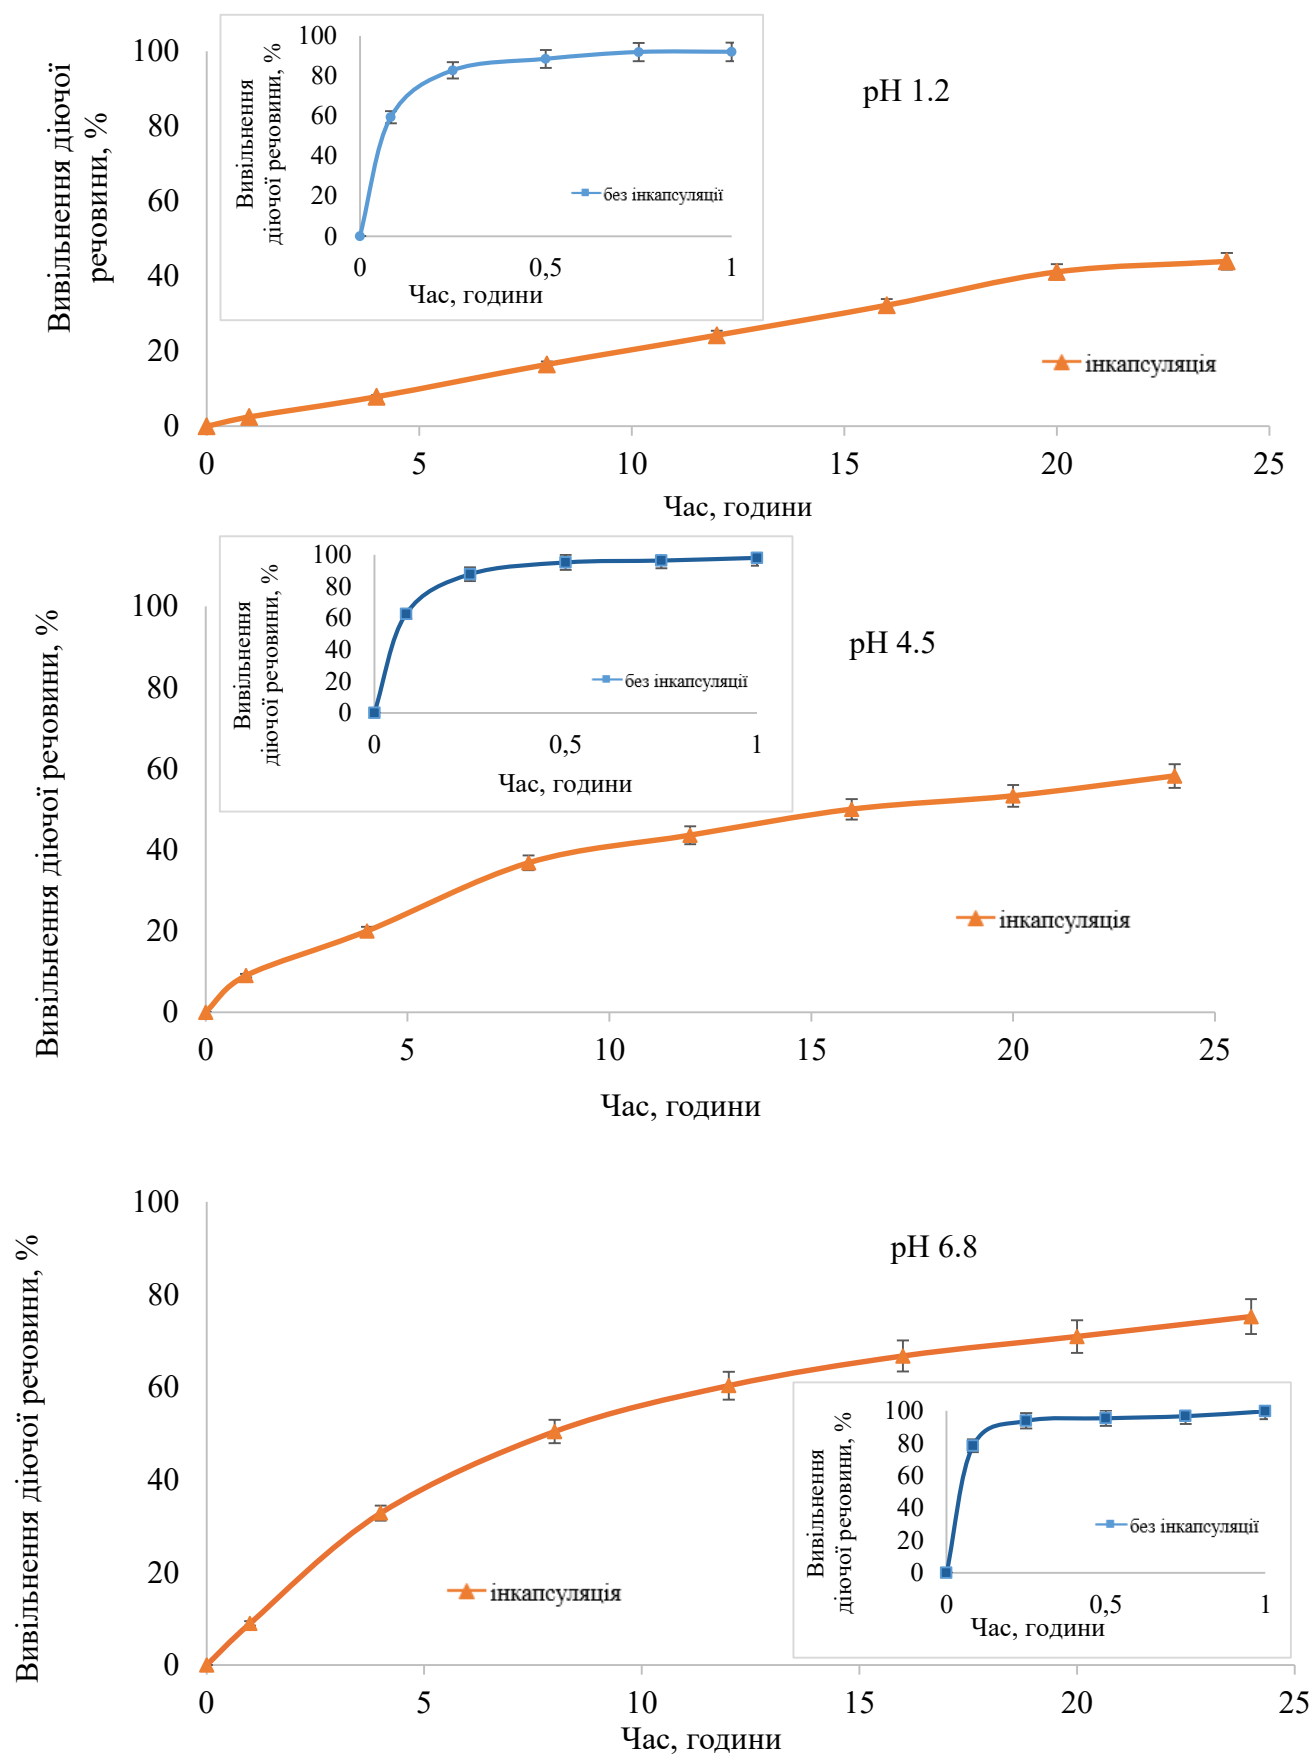 Вивільнення діючої
речовини, %
100
80
60
40
20
0
0 5 10 15 20 25
Час, години
pH 1.2
інкапсуляція
Вивільнення
діючої речовини, %
100
80
60
40
20
0
0 0,5 1
Час, години
без інкапсуляції
Вивільнення діючої речовини, %
100
80
60
40
20
0
0 5 10 15 20 25
Час, години
pH 4.5
інкапсуляція
Вивільнення
діючої речовини, %
100
80
60
40
20
0
0 0,5 1
Час, години
без інкапсуляції
Вивільнення діючої речовини, %
100
80
60
40
20
0
0 5 10 15 20 25
Час, години
pH 6.8
інкапсуляція
Вивільнення
діючої речовини, %
100
80
60
40
20
0
0 0,5 1
Час, години
без інкапсуляції